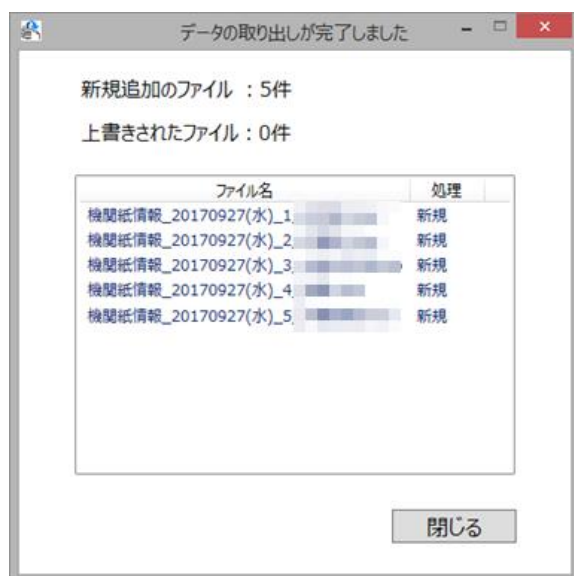 データの取り出しが完了しました
新規追加のファイル ：5件
上書きされたファイル：0件
ファイル名 処理
機関紙情報_20170927(水)_1 新規
機関紙情報_20170927(水)_2 新規
機関紙情報_20170927(水)_3 新規
機関紙情報_20170927(水)_4 新規
機関紙情報_20170927(水)_5 新規
閉じる